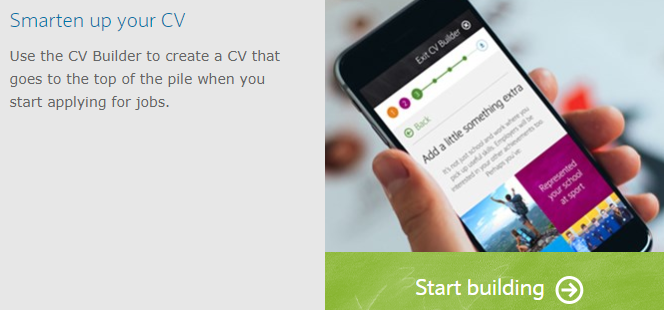 Smarten up your CV
Use the CV Builder to create a CV that
goes to the top of the pile when you
start applying for jobs.
Exit CV Builder
1 2 3 6
Back
Add a little something extra
It's not just school and work where you
pick up useful skills. Employers will be
interested in your other achievements too.
Perhaps you've:
Represented
your school
at sport
Start building